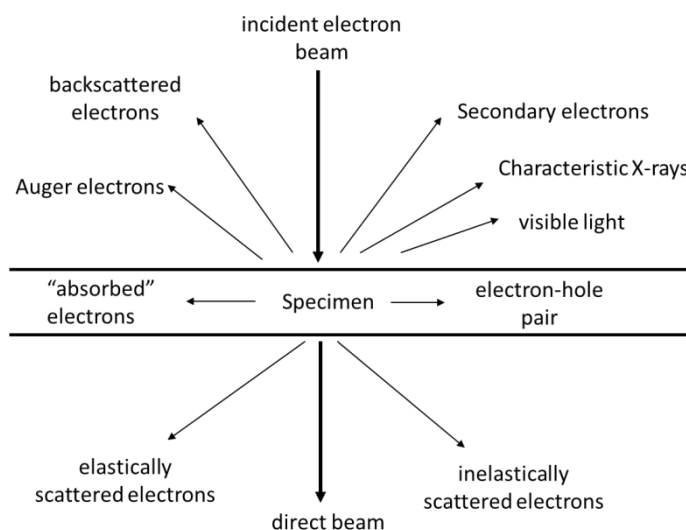 incident electron
beam
backscattered
electrons
Secondary electrons
Auger electrons
Characteristic X-rays
visible light
“absorbed”
electrons
Specimen
electron-hole
pair
elastically
scattered electrons
inelastically
scattered electrons
direct beam